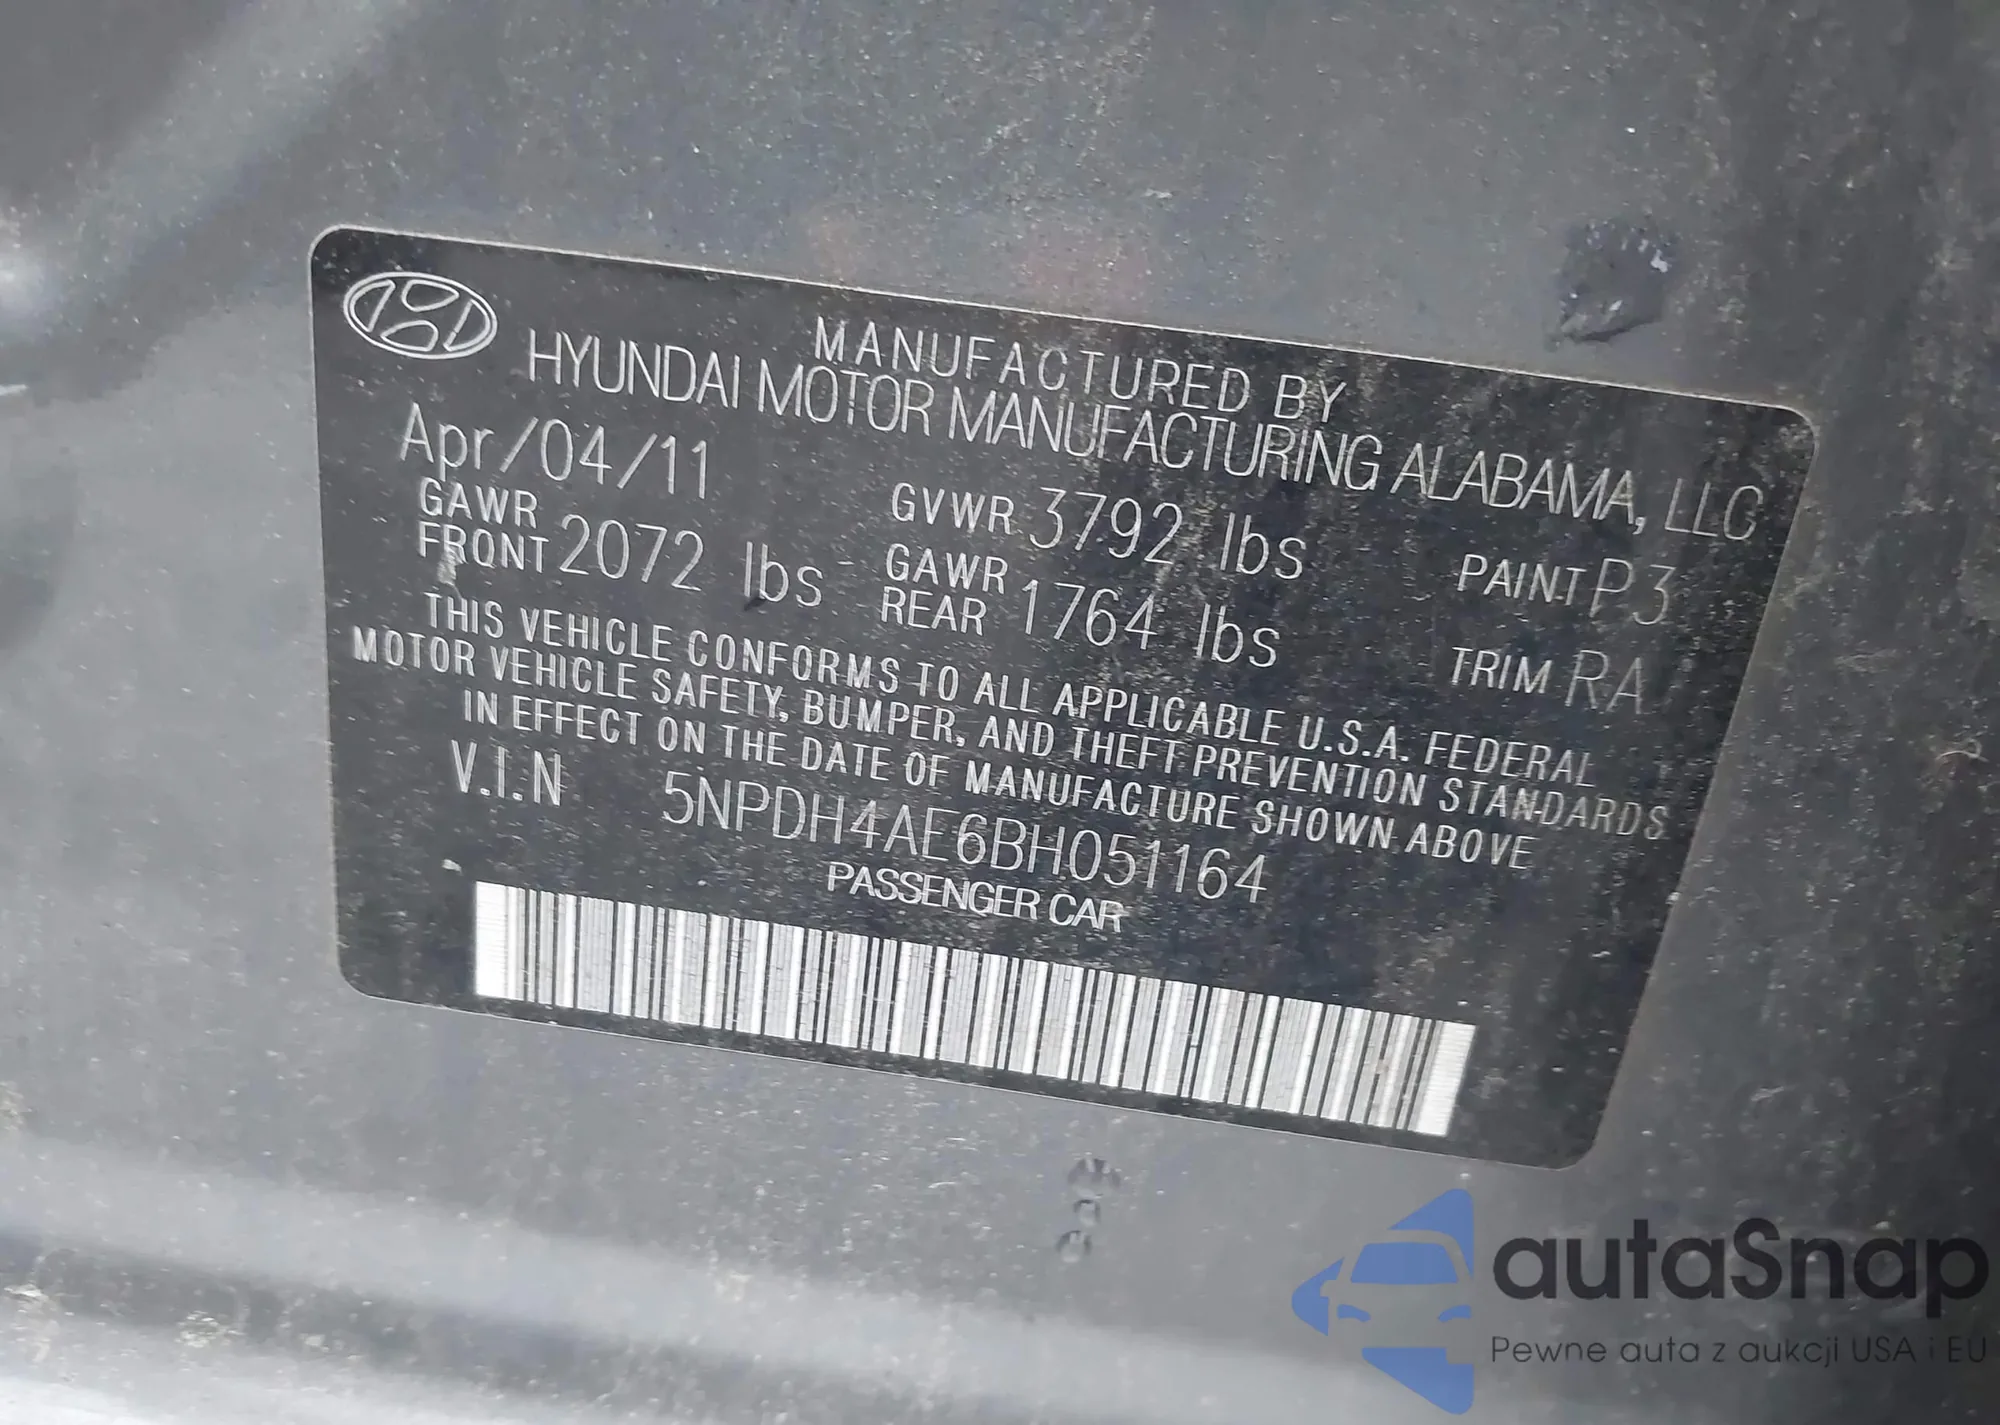 MANUFACTURED BY
HYUNDAI MOTOR MANUFACTURING ALABAMA, LLC
Apr/04/11 GVWR 3792 lbs PAINT P3
GAWR FRONT 2072 lbs GAWR REAR 1764 lbs TRIM RA
THIS VEHICLE CONFORMS TO ALL APPLICABLE U.S.A. FEDERAL
MOTOR VEHICLE SAFETY, BUMPER, AND THEFT PREVENTION STANDARDS
IN EFFECT ON THE DATE OF MANUFACTURE SHOWN ABOVE
V.I.N 5NPDH4AE6BH051164
PASSENGER CAR
autaSnap
Pewne auta z aukcji USA i EU